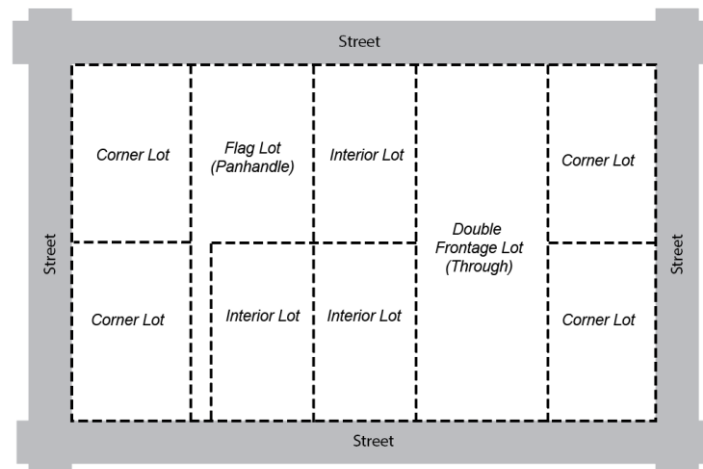 Street
Corner Lot
Flag Lot
(Panhandle)
Interior Lot
Corner Lot
Double
Frontage Lot
(Through)
Street
Street
Corner Lot
Interior Lot
Interior Lot
Corner Lot
Street